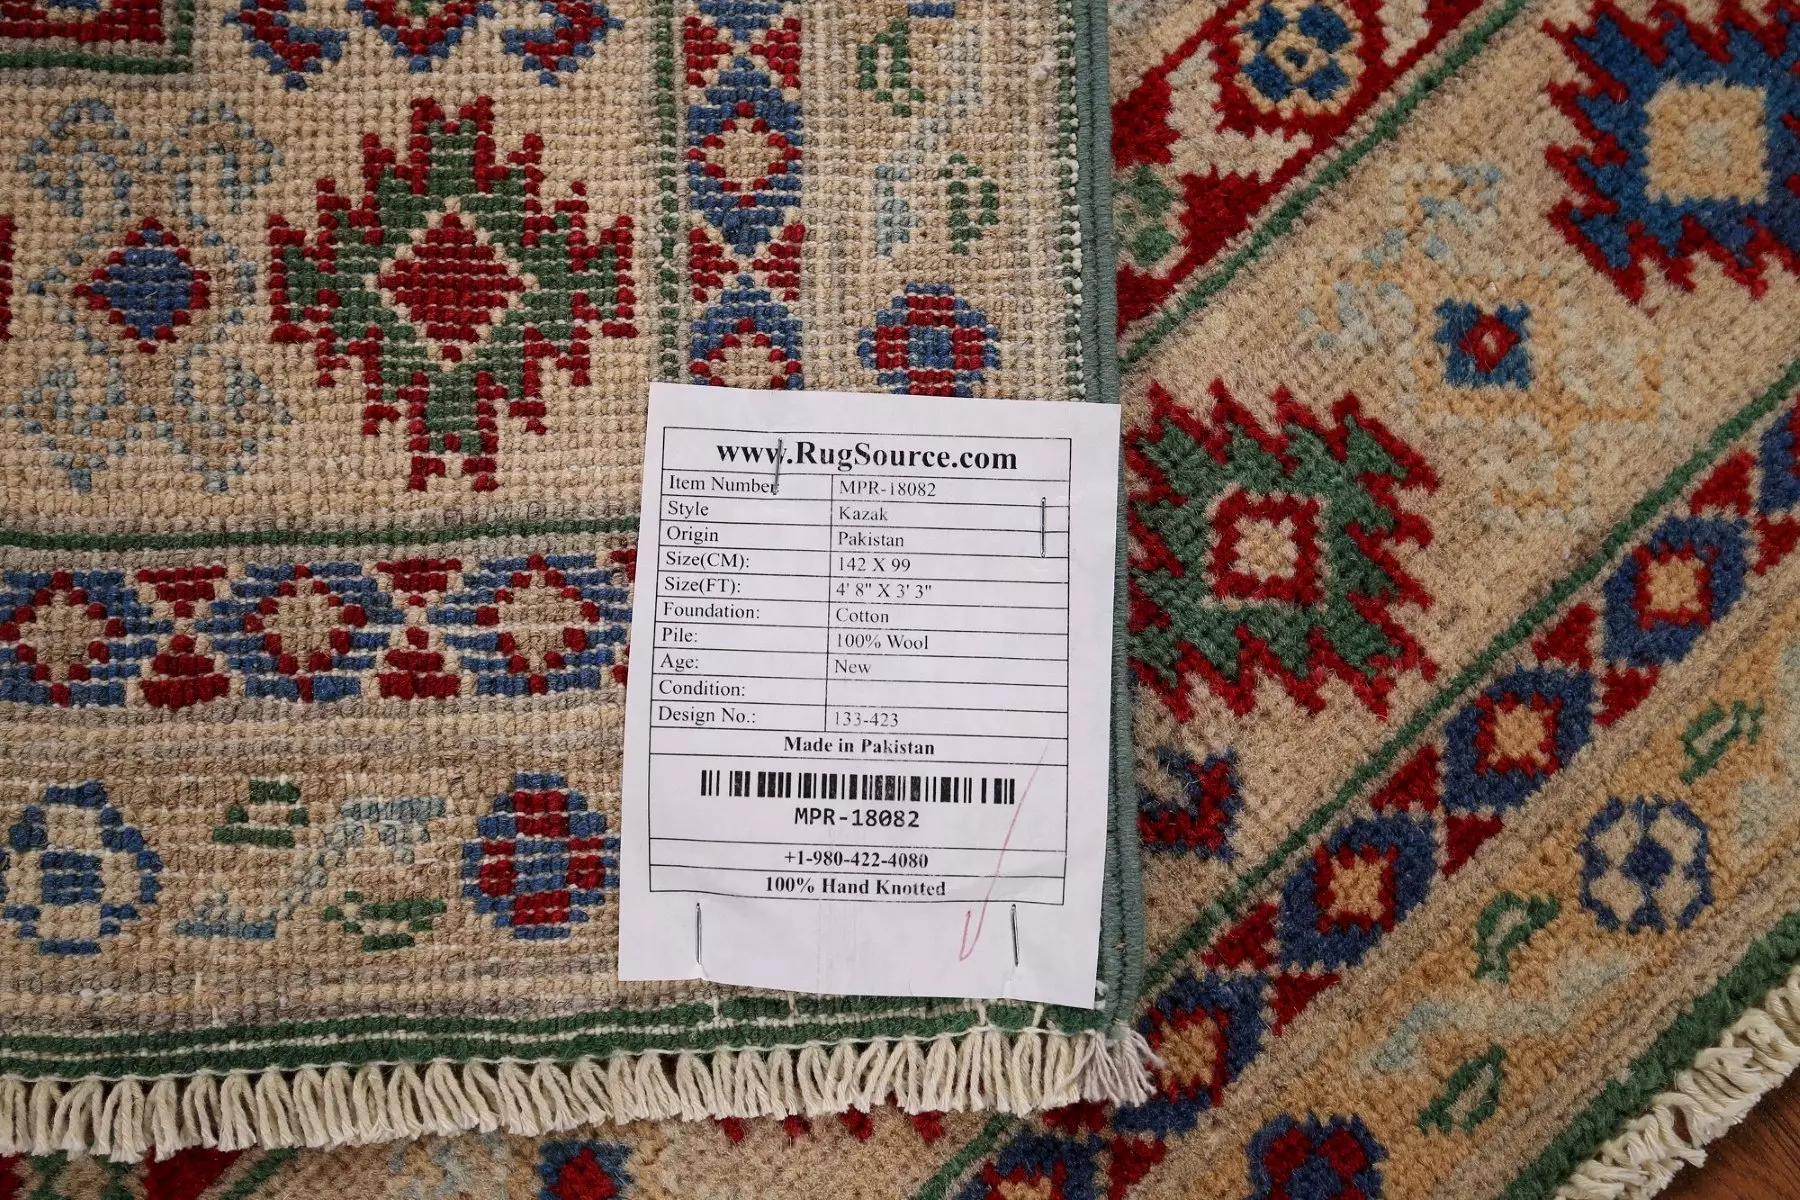 www.RugSource.com
Item Number MPR-18082
Style Kazak
Origin Pakistan
Size(CM): 142 X 99
Size(FT): 4' 8" X 3' 3"
Foundation: Cotton
Pile: 100% Wool
Age: New
Condition:
Design No.: 133-423
Made in Pakistan
MPR-18082
+1-980-422-4080
100% Hand Knotted